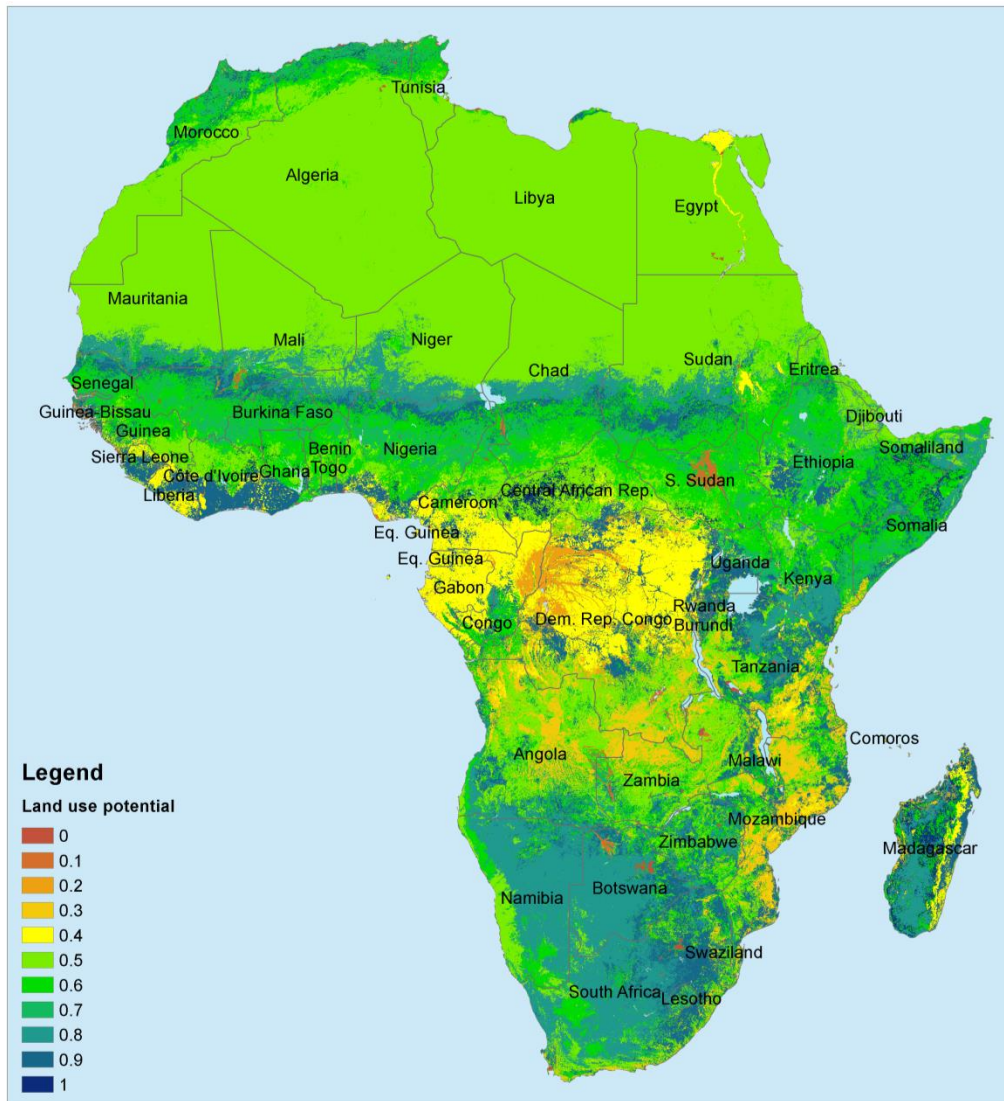 Tunisia
Morocco
Algeria
Libya
Egypt
Mauritania
Mali
Niger
Chad
Sudan
Eritrea
Senegal
Guinea-Bissau
Guinea
Burkina Faso
Djibouti
Benin
Nigeria
Somaliland
Sierra Leone
Côte d'Ivoire
Ghana
Togo
Ethiopia
Liberia
Cameroon
Central African Rep.
S. Sudan
Somalia
Eq. Guinea
Uganda
Eq. Guinea
Kenya
Gabon
Rwanda
Congo
Dem. Rep. Congo
Burundi
Tanzania
Comoros
Angola
Malawi
Zambia
Mozambique
Zimbabwe
Madagascar
Namibia
Botswana
Swaziland
South Africa
Lesotho
Legend
Land use potential
0
0.1
0.2
0.3
0.4
0.5
0.6
0.7
0.8
0.9
1